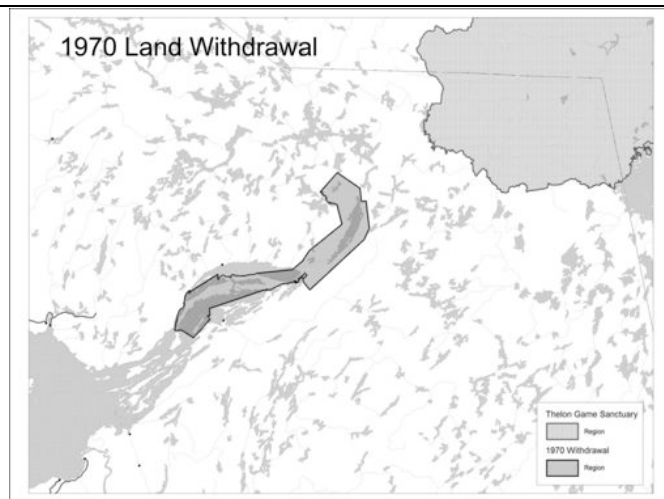 1970 Land Withdrawal
Thelon Game Sanctuary
Region
1970 Withdrawal
Region